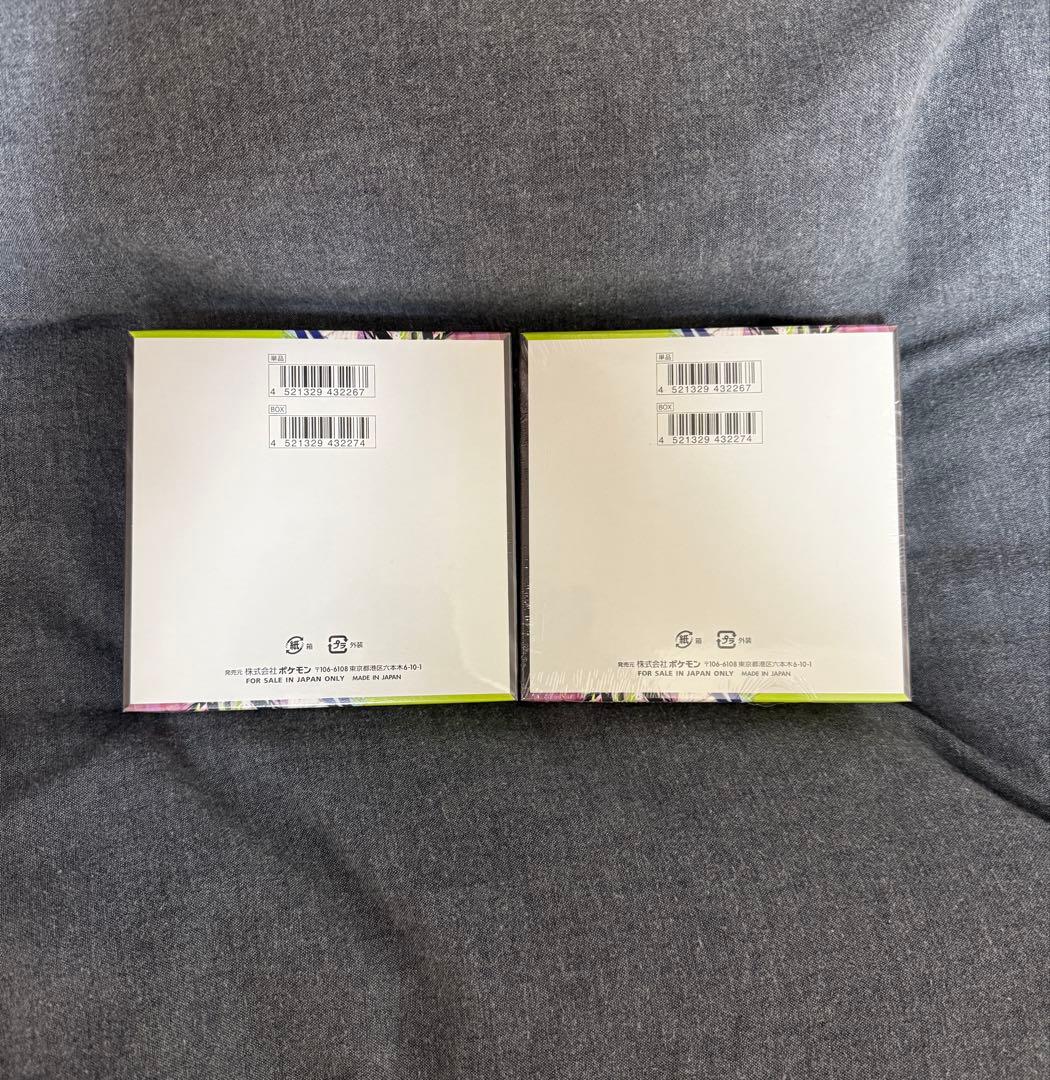 単品
4 521329 432267
BOX
4 521329 432274
紙 箱 プラ 外装
発売元 株式会社ポケモン 〒106-6108 東京都港区六本木6-10-1
FOR SALE IN JAPAN ONLY MADE IN JAPAN
単品
4 521329 432267
BOX
4 521329 432274
紙 箱 プラ 外装
発売元 株式会社ポケモン 〒106-6108 東京都港区六本木6-10-1
FOR SALE IN JAPAN ONLY MADE IN JAPAN